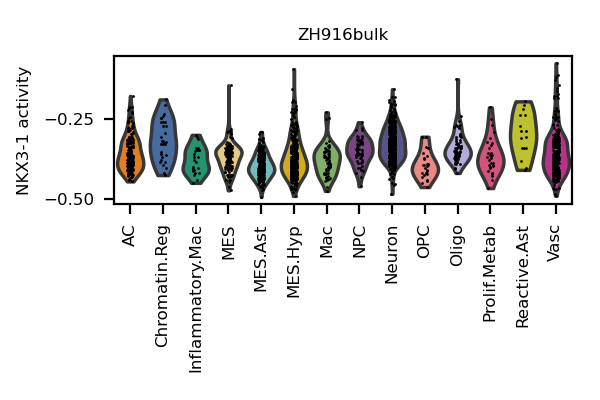 ZH916bulk
NKX3-1 activity
−0.25
−0.50
AC
Chromatin.Reg
Inflammatory.Mac
MES
MES.Ast
MES.Hyp
Mac
NPC
Neuron
OPC
Oligo
Prolif.Metab
Reactive.Ast
Vasc